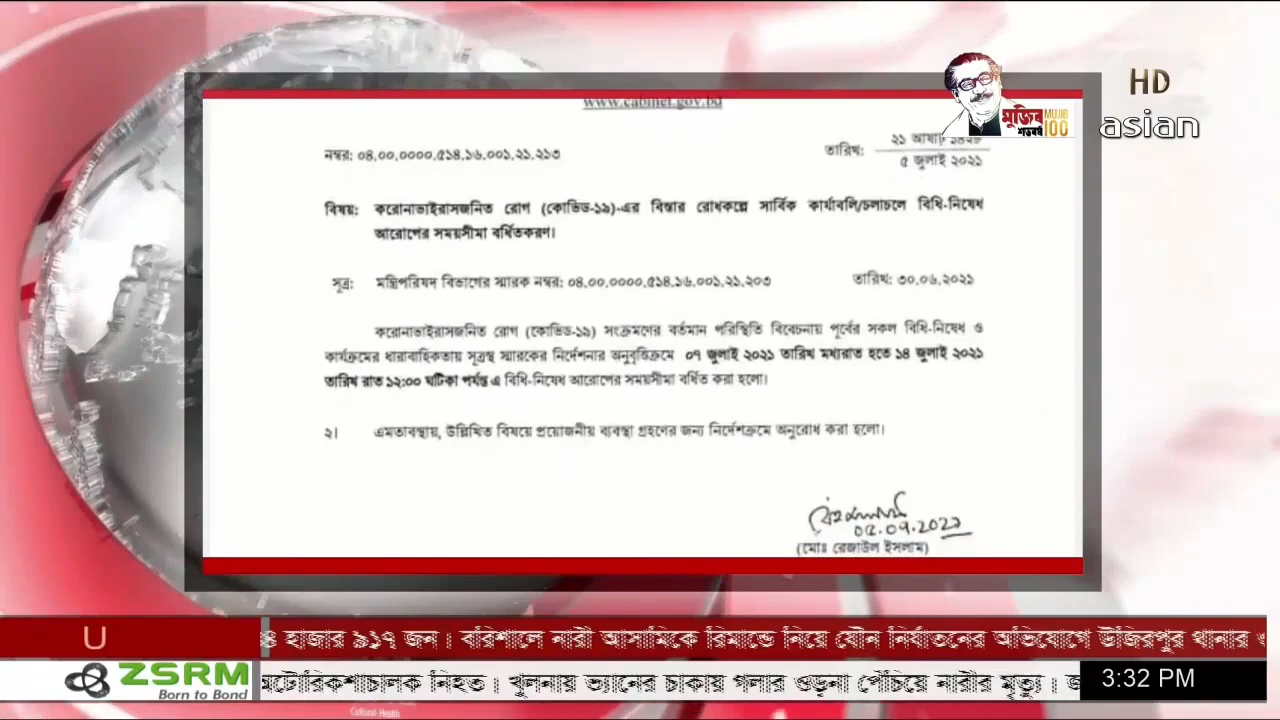 www.cabinet.gov.bd
HD
asian
মুজিব
শতবর্ষ
MUJIB
100
নম্বর: ০৪.০০.০০০০.৫১৪.১৬.০০১.২১.২১৩
তারিখ: ২১ আষাঢ় ১৪২৮
৫ জুলাই ২০২১
বিষয়: করোনাভাইরাসজনিত রোগ (কোভিড-১৯)-এর বিস্তার রোধকল্পে সার্বিক কার্যাবলি/চলাচলে বিধি-নিষেধ
আরোপের সময়সীমা বর্ধিতকরণ।
সূত্র: মন্ত্রিপরিষদ বিভাগের স্মারক নম্বর: ০৪.০০.০০০০.৫১৪.১৬.০০১.২১.২০৩ তারিখ: ৩০.০৬.২০২১
করোনাভাইরাসজনিত রোগ (কোভিড-১৯) সংক্রমণের বর্তমান পরিস্থিতি বিবেচনায় পূর্বের সকল বিধি-নিষেধ ও
কার্যক্রমের ধারাবাহিকতায় সূত্রস্থ স্মারকের নির্দেশনার অনুবৃত্তিক্রমে ০৭ জুলাই ২০২১ তারিখ মধ্যরাত হতে ১৪ জুলাই ২০২১
তারিখ রাত ১২:০০ ঘটিকা পর্যন্ত এ বিধি-নিষেধ আরোপের সময়সীমা বর্ধিত করা হলো।
২। এমতাবস্থায়, উল্লিখিত বিষয়ে প্রয়োজনীয় ব্যবস্থা গ্রহণের জন্য নির্দেশক্রমে অনুরোধ করা হলো।
০৫.০৭.২০২১
(মোঃ রেজাউল ইসলাম)
U
৪ হাজার ৯১৭ জন। বরিশালে নারী আসামিকে রিমান্ডে নিয়ে যৌন নির্যাতনের অভিযোগে উজিরপুর থানার
ZSRM
Born to Bond
অটোরিকশাচালক নিহত। খুলনায় ভ্যানের চাকায় গলার ওড়না পেঁচিয়ে নারীর মৃত্যু।
3:32 PM
Cultural-Health